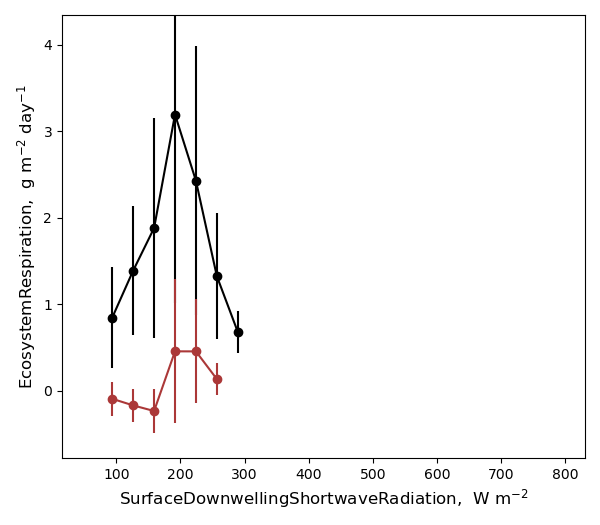 4
3
2
1
0
EcosystemRespiration, g m⁻² day⁻¹
100 200 300 400 500 600 700 800
SurfaceDownwellingShortwaveRadiation, W m⁻²